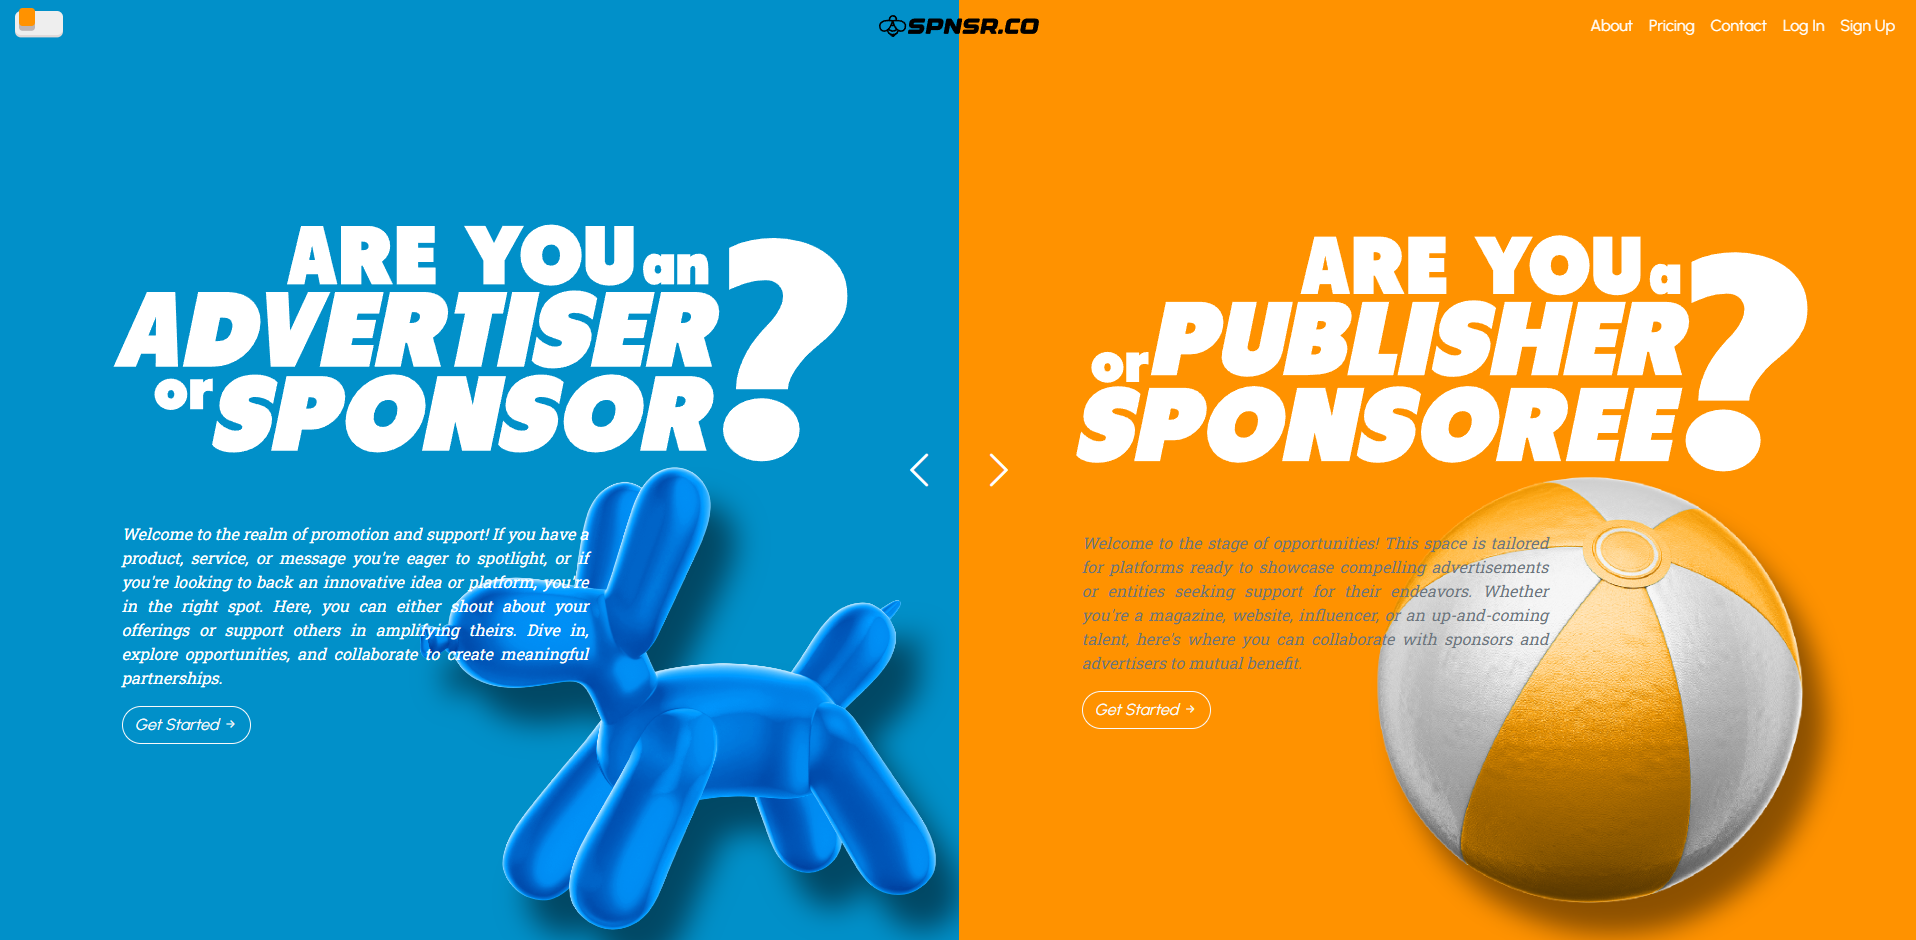 SPNSR.CO
About Pricing Contact Log In Sign Up
ARE YOU an
ADVERTISER
or SPONSOR?
Welcome to the realm of promotion and support! If you have a
product, service, or message you're eager to spotlight, or if
you're looking to back an innovative idea or platform, you're
in the right spot. Here, you can either shout about your
offerings or support others in amplifying theirs. Dive in,
explore opportunities, and collaborate to create meaningful
partnerships.
Get Started →
ARE YOU a
or PUBLISHER
SPONSOREE?
Welcome to the stage of opportunities! This space is tailored
for platforms ready to showcase compelling advertisements
or entities seeking support for their endeavors. Whether
you're a magazine, website, influencer, or an up-and-coming
talent, here's where you can collaborate with sponsors and
advertisers to mutual benefit.
Get Started →